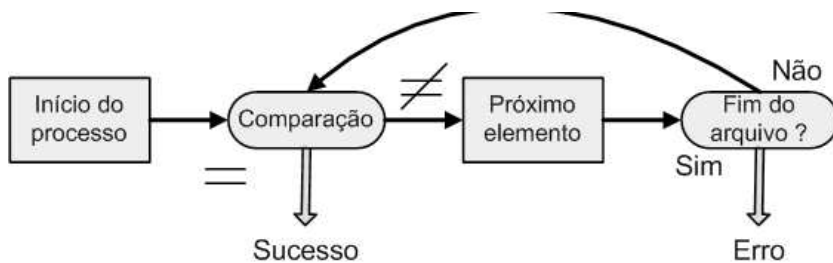 Início do
processo
=
Comparação
≠
Sucesso
Próximo
elemento
Não
Fim do
arquivo ?
Sim
Erro